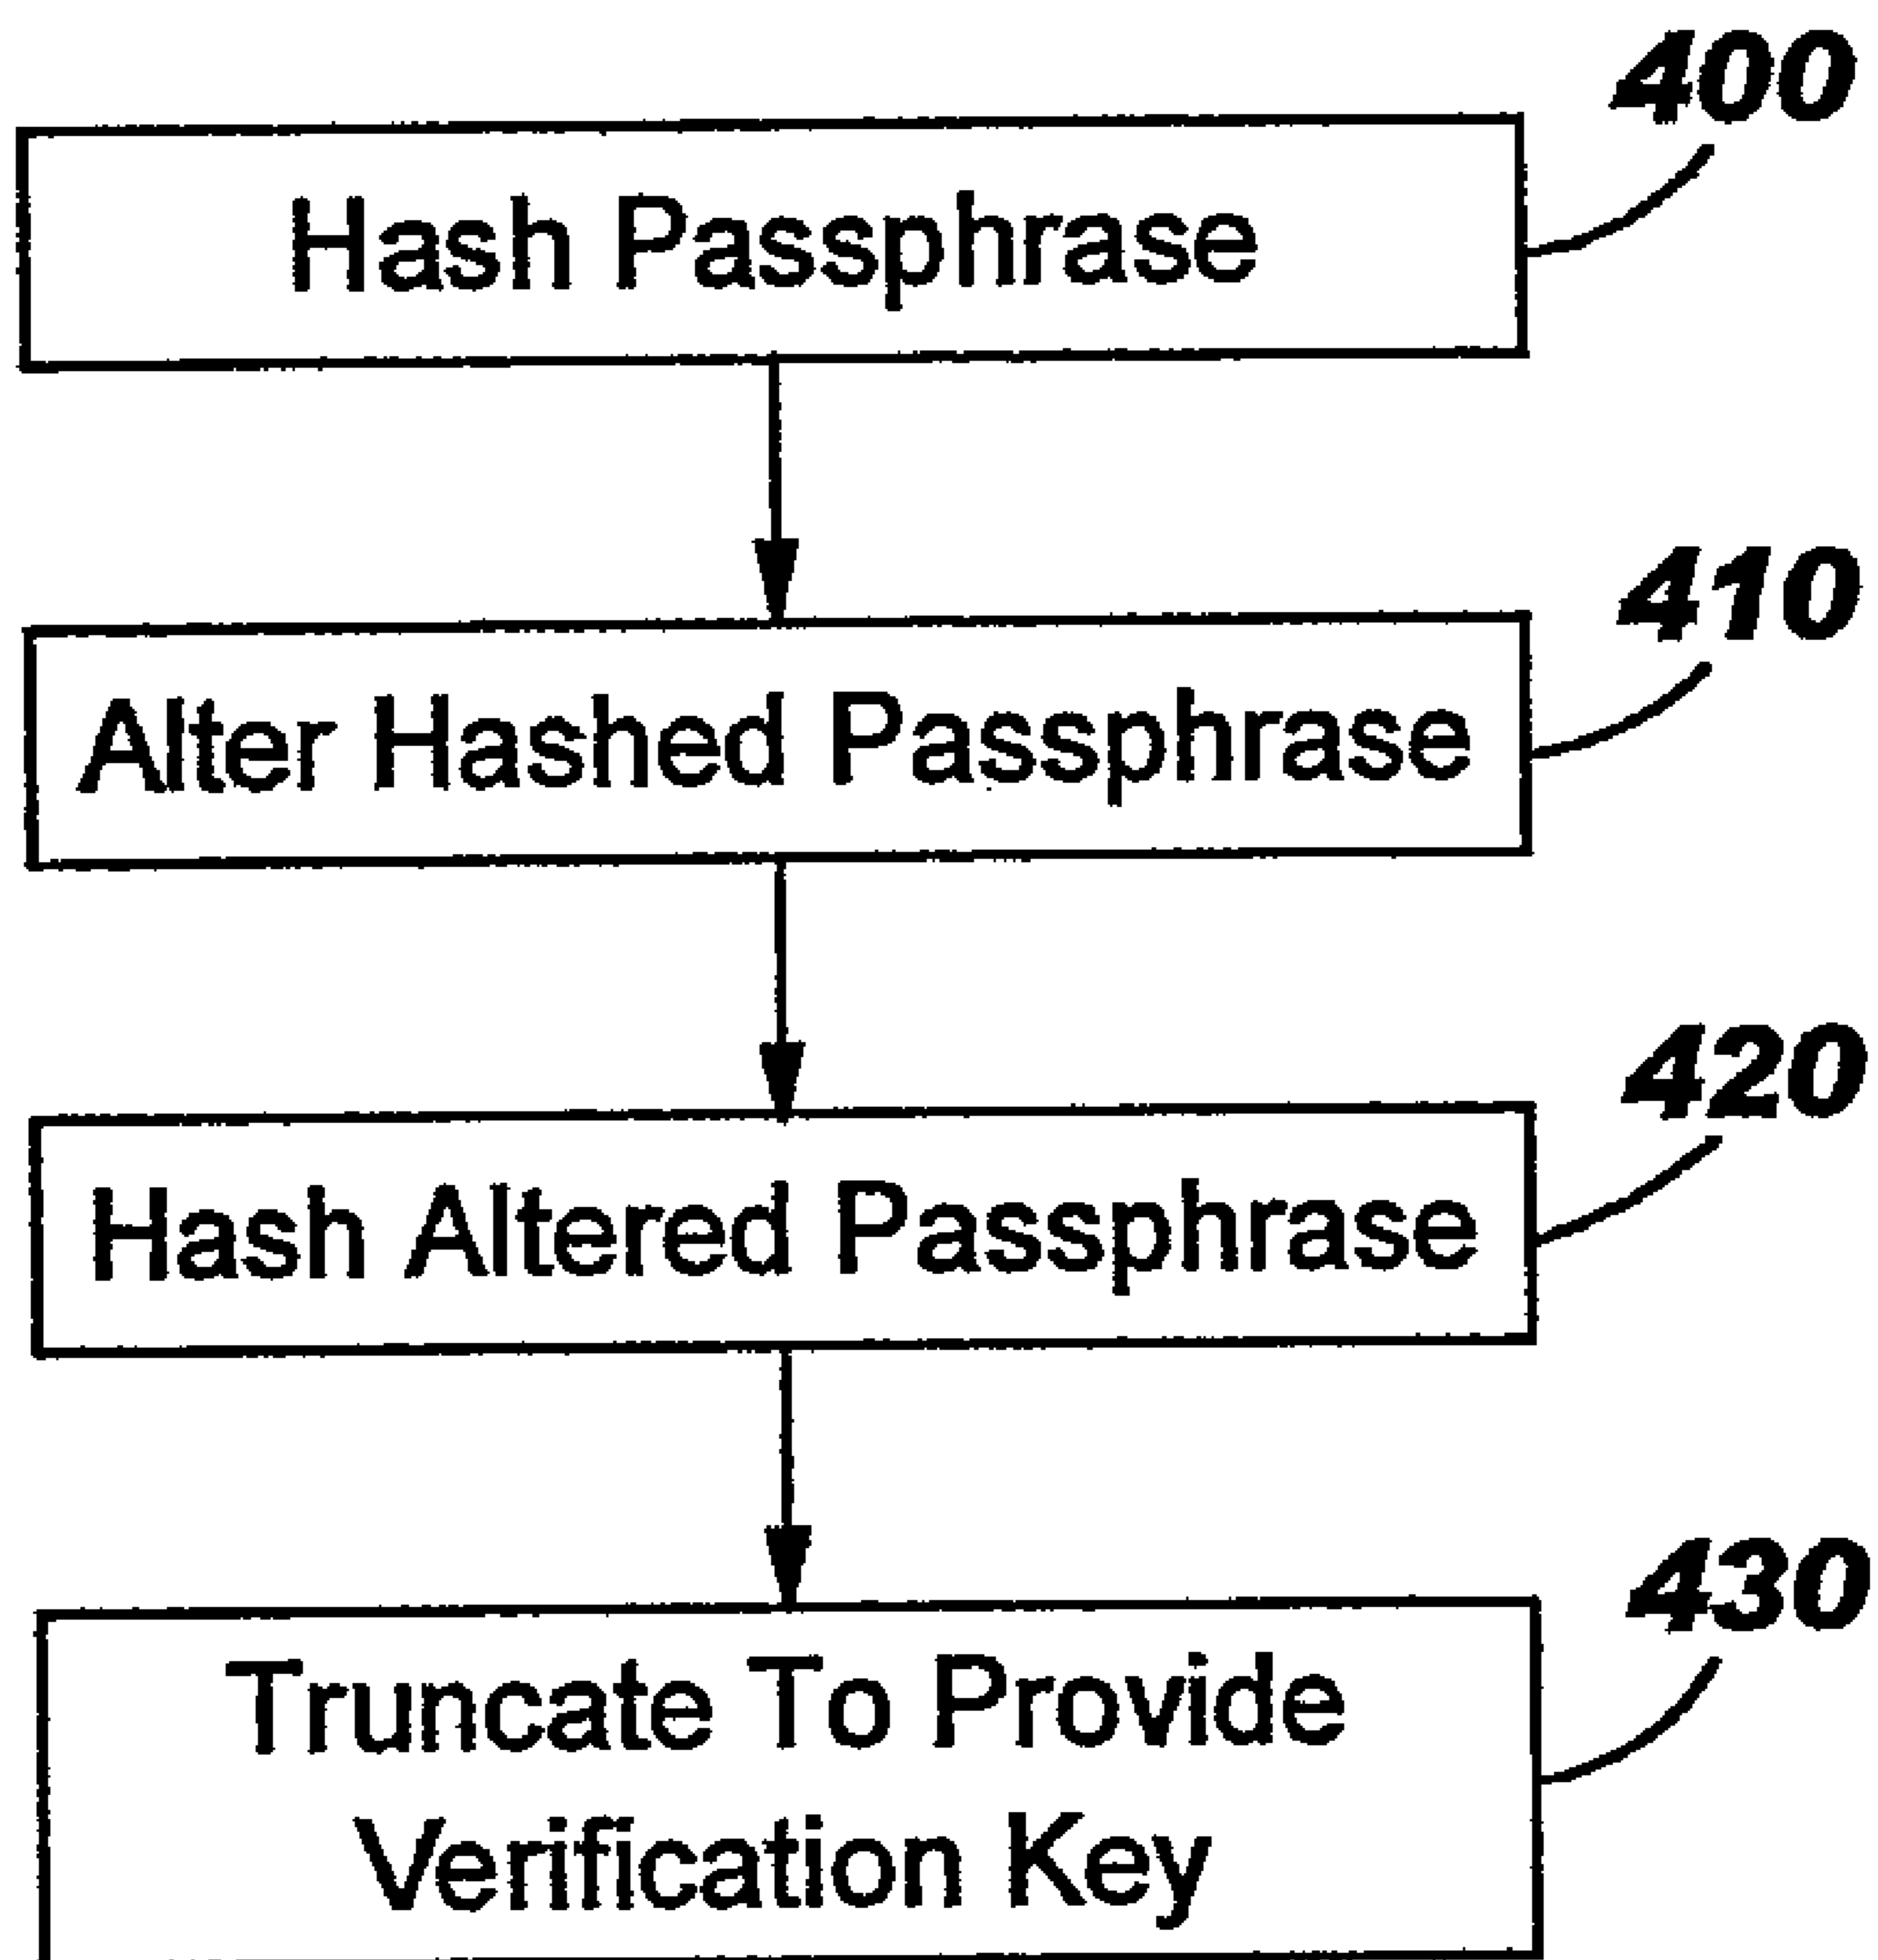 400
Hash Passphrase
410
Alter Hashed Passphrase
420
Hash Altered Passphrase
430
Truncate To Provide
Verification Key